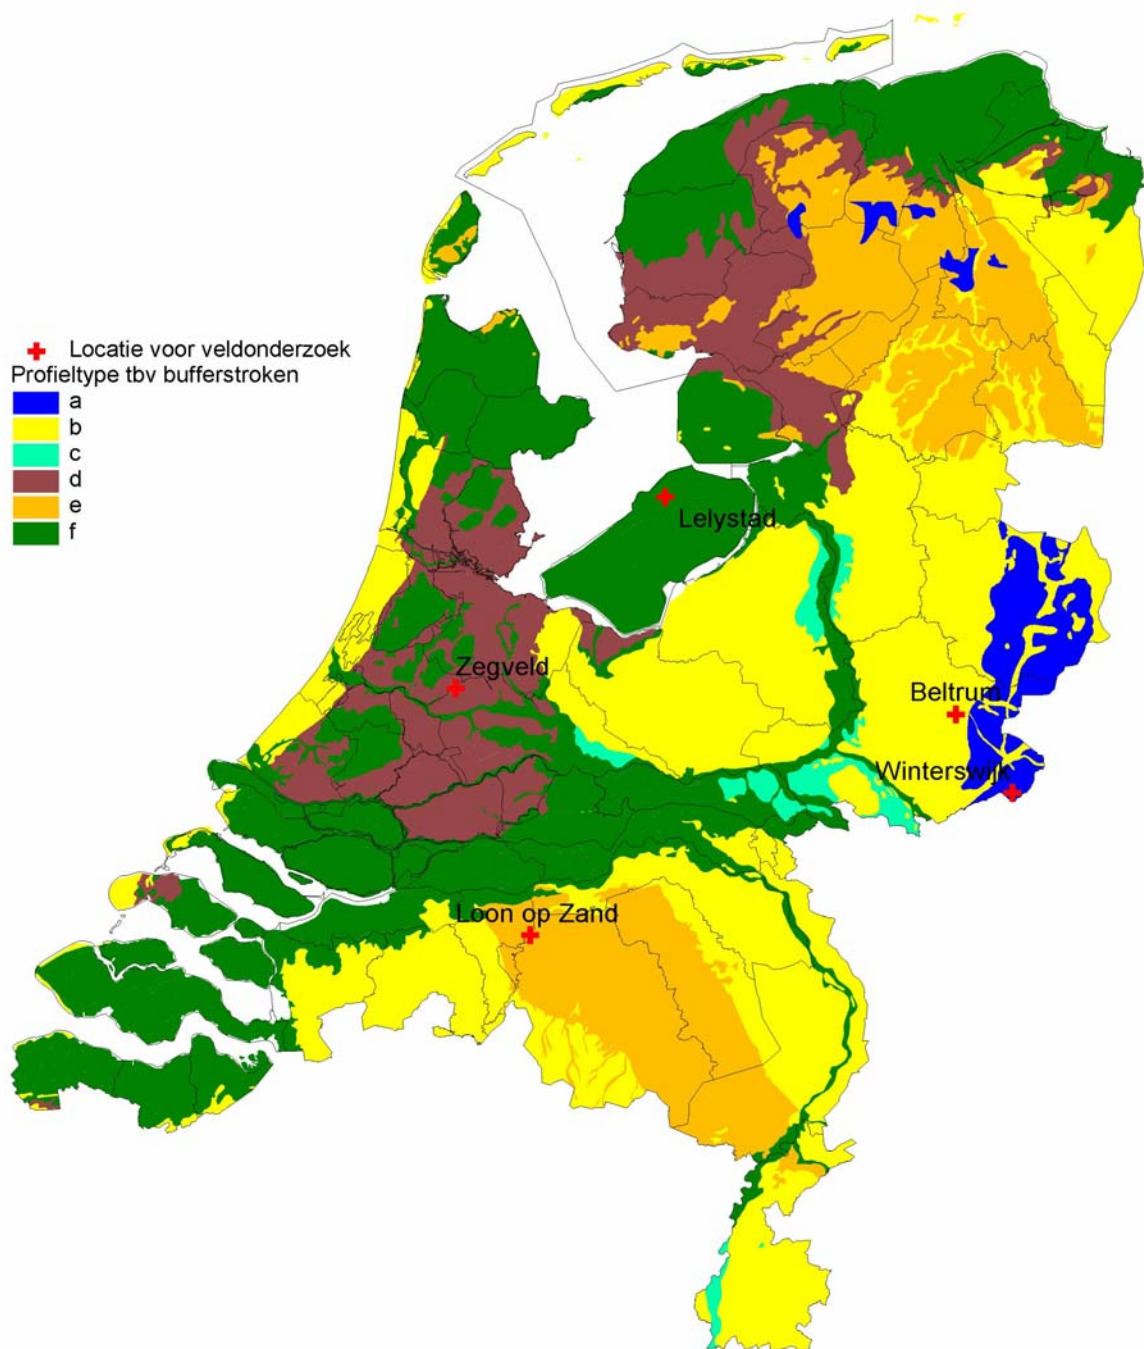 Locatie voor veldonderzoek
Profieltype tbv bufferstroken
a
b
c
d
e
f
Lelystad
Zegveld
Beltrum
Winterswijk
Loon op Zand